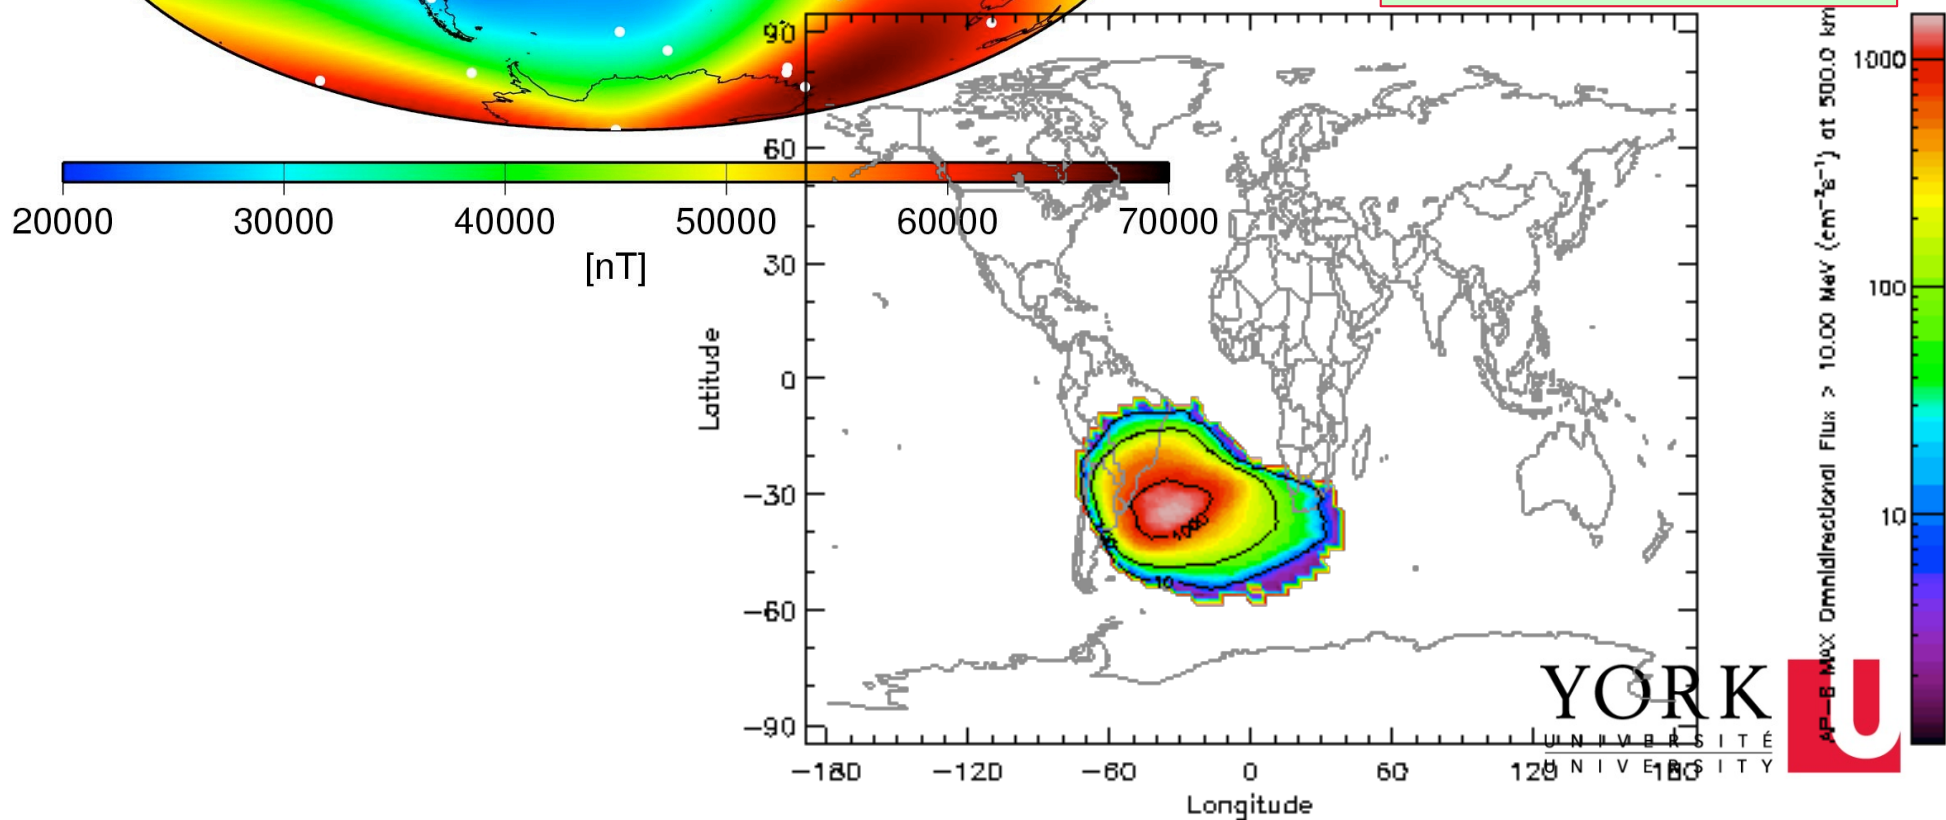 20000 30000 40000 50000 60000 70000
[nT]
90
60
30
0
−30
−60
−90
Latitude
−180 −120 −60 0 60 120 180
Longitude
1000
10
AP−8 MAX Omnidirectional Flux > 10.00 MeV (cm⁻²s⁻¹) at 500.0 km
1000
100
10
YORK U
UNIVERSITÉ
UNIVERSITY